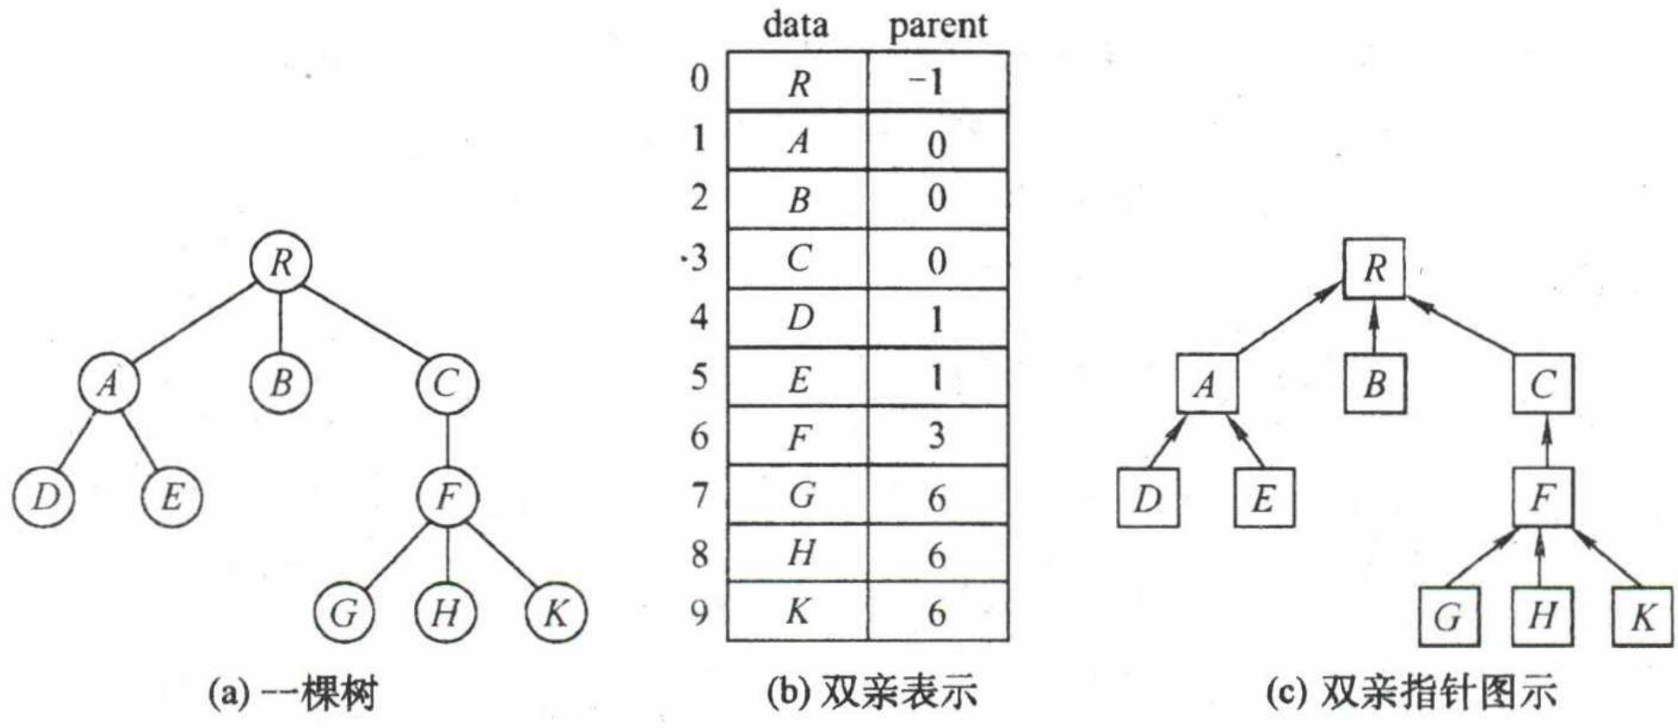 data parent
0 R -1
1 A 0
2 B 0
3 C 0
4 D 1
5 E 1
6 F 3
7 G 6
8 H 6
9 K 6
R
A B C
D E F
G H K
R
A B C
D E F
G H K
(a) 一棵树
(b) 双亲表示
(c) 双亲指针图示